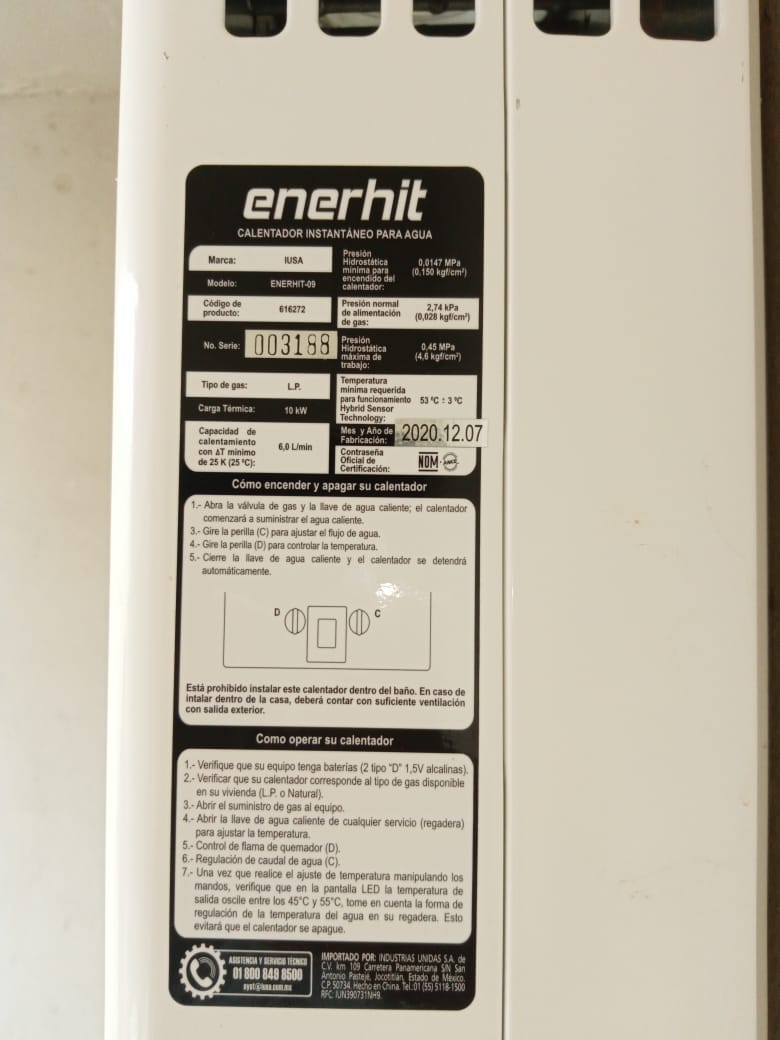 enerhit
CALENTADOR INSTANTÁNEO PARA AGUA
Marca: IUSA
Modelo: ENERHIT-09
Código de
producto: 616272
No. Serie: 003188
Tipo de gas: L.P.
Carga Térmica: 10 kW
Capacidad de
calentamiento
con ΔT mínimo
de 25 K (25 °C): 6,0 L/min
Presión
Hidrostática
mínima para
encendido del
calentador:
0,0147 MPa
(0,150 kgf/cm²)
Presión normal
de alimentación
de gas:
2,74 kPa
(0,028 kgf/cm²)
Presión
Hidrostática
máxima de
trabajo:
0,45 MPa
(4,6 kgf/cm²)
Temperatura
mínima requerida
para funcionamiento
Hybrid Sensor
Technology:
53 °C ± 3 °C
Mes y Año de
Fabricación: 2020.12.07
Contraseña
Oficial de
Certificación:
NOM - ANCE
Cómo encender y apagar su calentador
1.- Abra la válvula de gas y la llave de agua caliente; el calentador
comenzará a suministrar el agua caliente.
3.- Gire la perilla (C) para ajustar el flujo de agua.
4.- Gire la perilla (D) para controlar la temperatura.
5.- Cierre la llave de agua caliente y el calentador se detendrá
automáticamente.
D C
Está prohibido instalar este calentador dentro del baño. En caso de
intalar dentro de la casa, deberá contar con suficiente ventilación
con salida exterior.
Como operar su calentador
1.- Verifique que su equipo tenga baterías (2 tipo "D" 1,5V alcalinas).
2.- Verificar que su calentador corresponde al tipo de gas disponible
en su vivienda (L.P. o Natural).
3.- Abrir el suministro de gas al equipo.
4.- Abrir la llave de agua caliente de cualquier servicio (regadera)
para ajustar la temperatura.
5.- Control de flama de quemador (D).
6.- Regulación de caudal de agua (C).
7.- Una vez que realice el ajuste de temperatura manipulando los
mandos, verifique que en la pantalla LED la temperatura de
salida oscile entre los 45°C y 55°C, tome en cuenta la forma de
regulación de la temperatura del agua en su regadera. Esto
evitará que el calentador se apague.
ASISTENCIA Y SERVICIO TÉCNICO
01 800 849 8500
ayst@iusa.com.mx
IMPORTADO POR: INDUSTRIAS UNIDAS S.A. de
C.V. km 109 Carretera Panamericana S/N San
Antonio Pastejé, Jocotitlán, Estado de México.
C.P. 50734. Hecho en China. Tel.:01 (55) 5118-1500
RFC: IUN390731NH9.